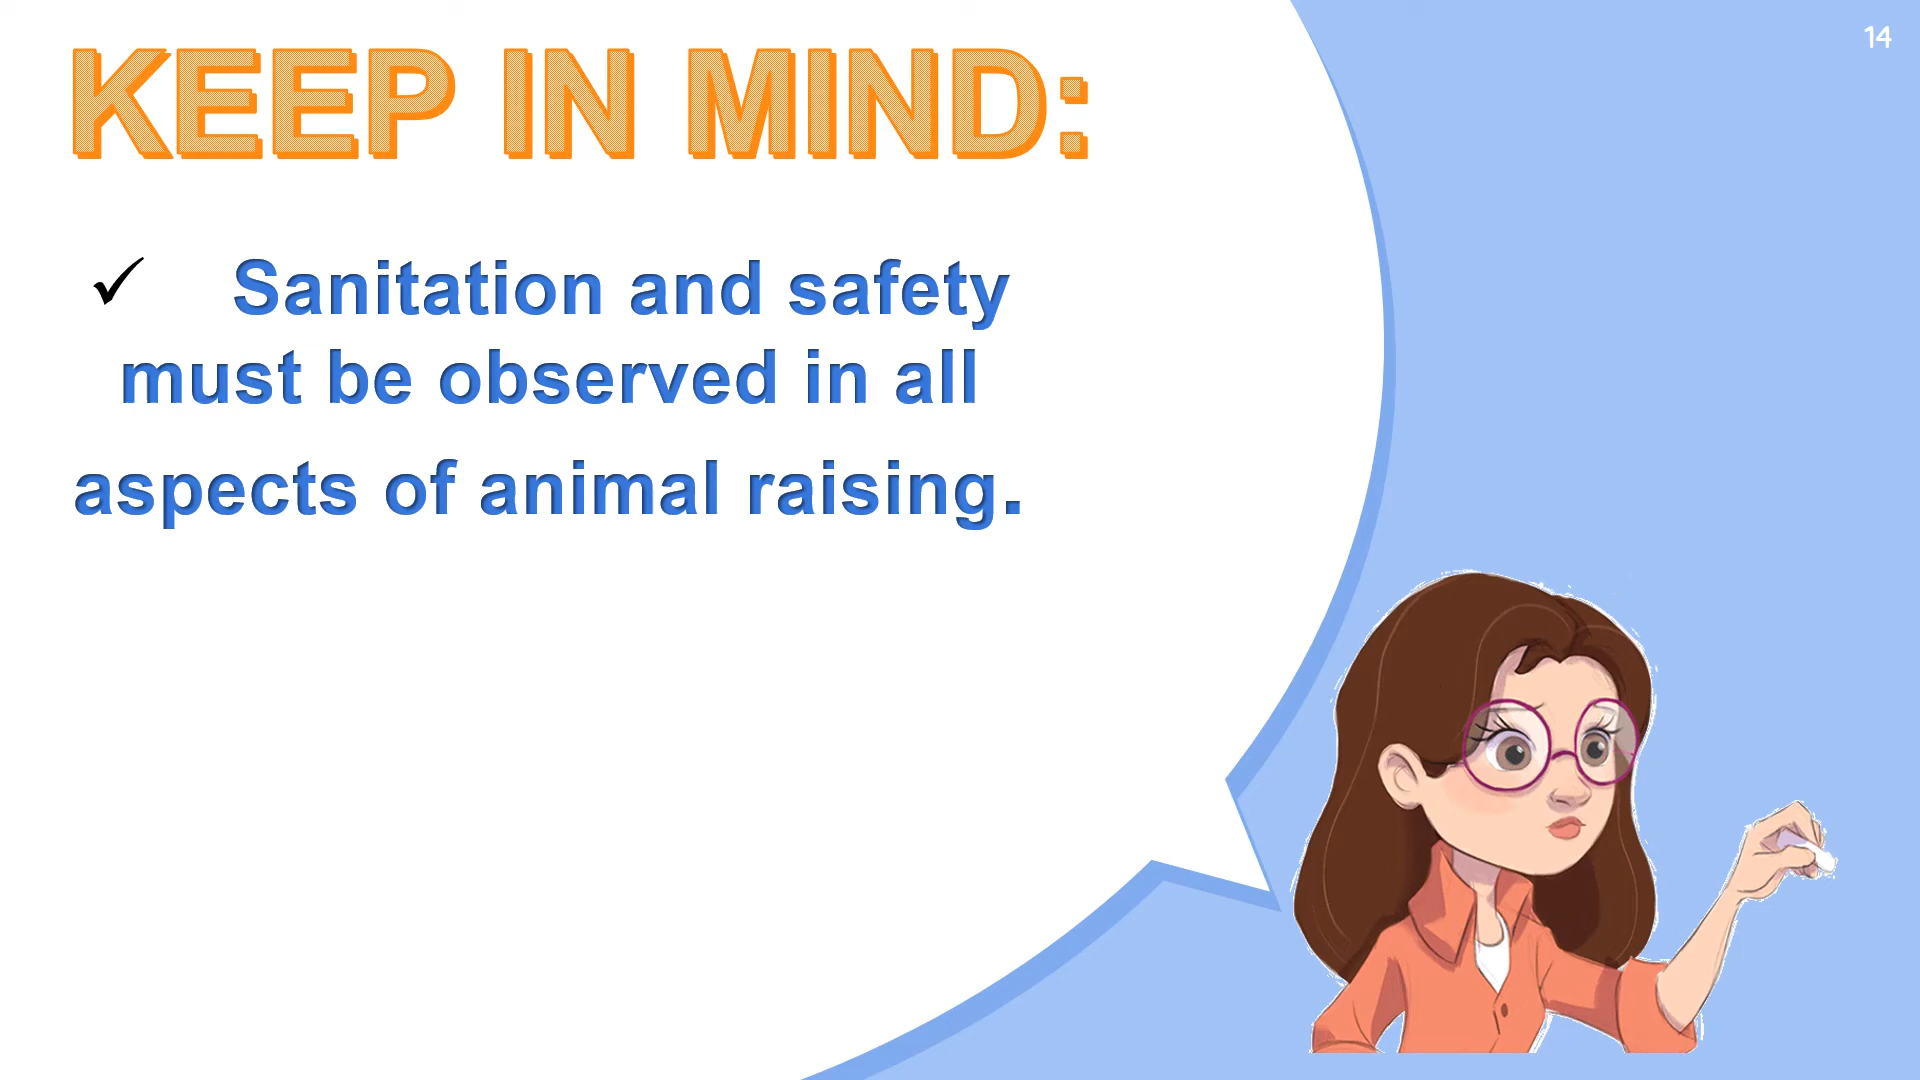 14
KEEP IN MIND:
✓ Sanitation and safety
must be observed in all
aspects of animal raising.